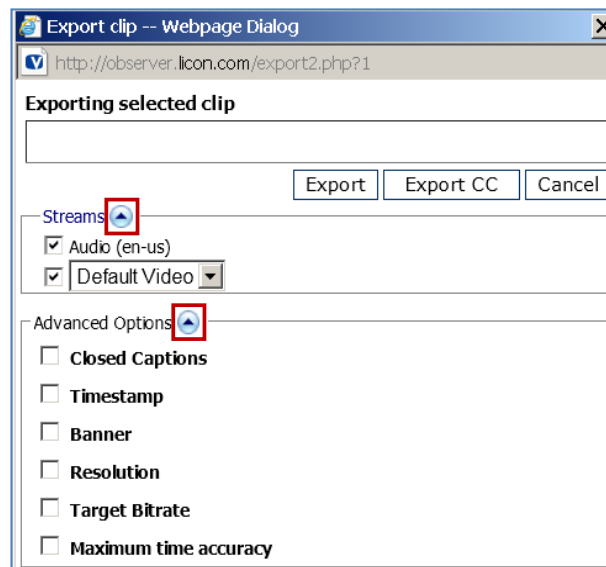 Export clip -- Webpage Dialog
http://observer.licon.com/export2.php?1
Exporting selected clip
Export Export CC Cancel
Streams
Audio (en-us)
Default Video
Advanced Options
Closed Captions
Timestamp
Banner
Resolution
Target Bitrate
Maximum time accuracy